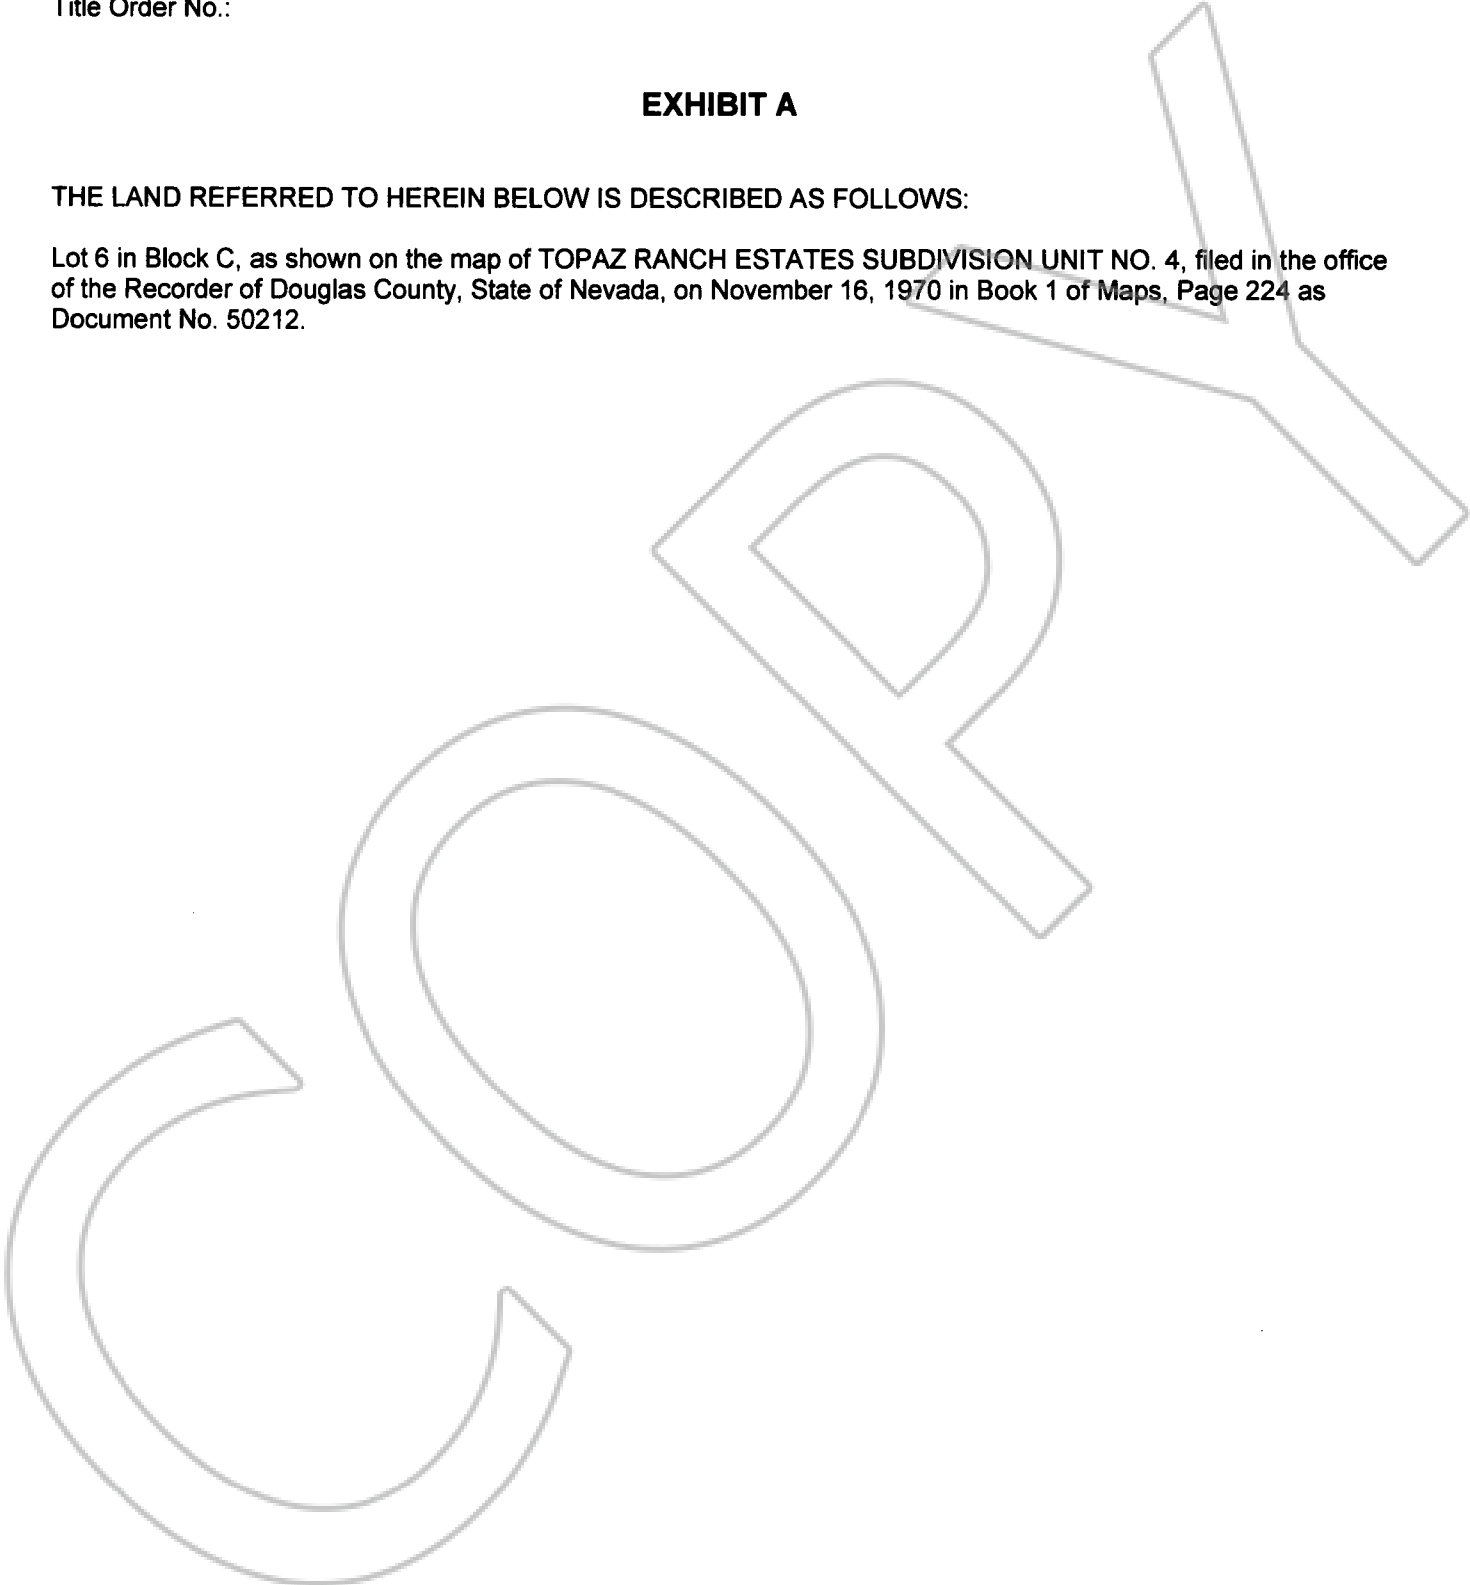 Title Order No.:
EXHIBIT A
THE LAND REFERRED TO HEREIN BELOW IS DESCRIBED AS FOLLOWS:
Lot 6 in Block C, as shown on the map of TOPAZ RANCH ESTATES SUBDIVISION UNIT NO. 4, filed in the office
of the Recorder of Douglas County, State of Nevada, on November 16, 1970 in Book 1 of Maps, Page 224 as
Document No. 50212.
COPY